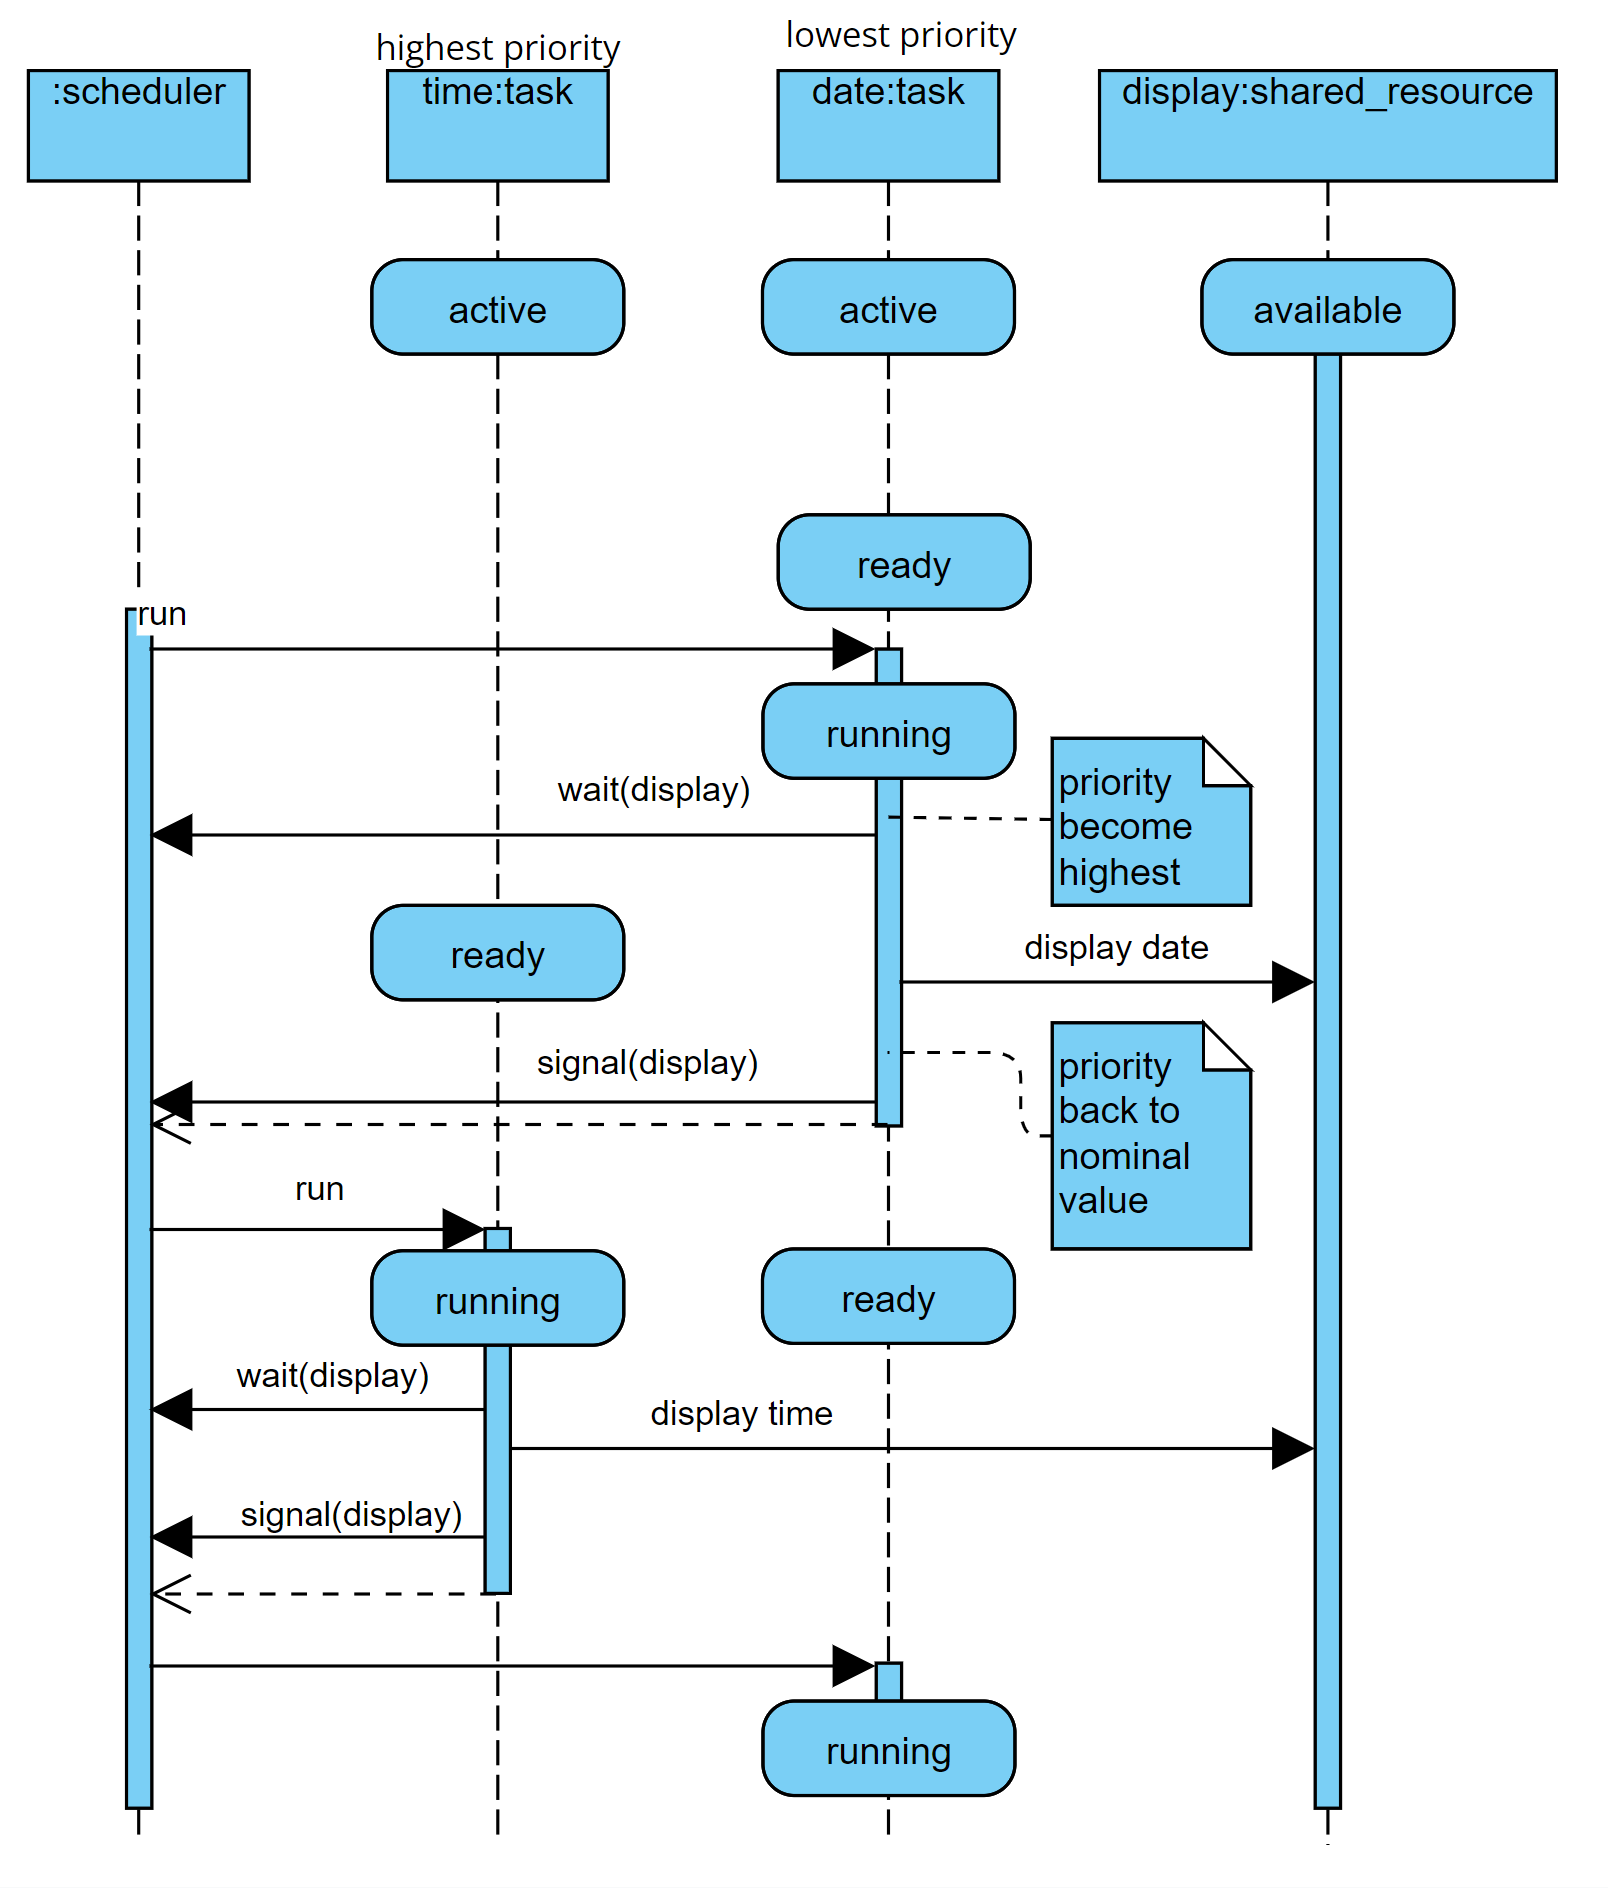 highest priority
lowest priority
:scheduler
time:task
date:task
display:shared_resource
active
active
available
ready
run
running
priority
become
highest
wait(display)
ready
display date
signal(display)
priority
back to
nominal
value
run
running
ready
wait(display)
display time
signal(display)
running